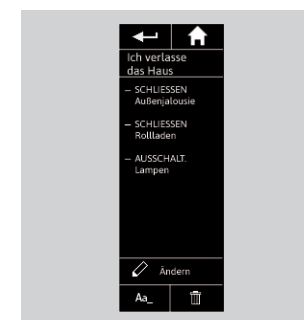 Ich verlasse
das Haus
– SCHLIESSEN
Außenjalousie
– SCHLIESSEN
Rollladen
– AUSSCHALT.
Lampen
Ändern
Aa_